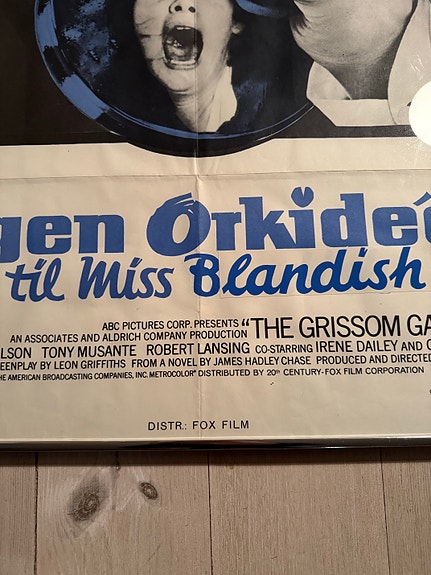 gen Orkideé
til Miss Blandish
ABC PICTURES CORP. PRESENTS "THE GRISSOM GA
AN ASSOCIATES AND ALDRICH COMPANY PRODUCTION
LSON TONY MUSANTE ROBERT LANSING CO-STARRING IRENE DAILEY AND C
EENPLAY BY LEON GRIFFITHS FROM A NOVEL BY JAMES HADLEY CHASE PRODUCED AND DIRECTED
HE AMERICAN BROADCASTING COMPANIES, INC. METROCOLOR® DISTRIBUTED BY 20TH CENTURY-FOX FILM CORPORATION
DISTR.: FOX FILM